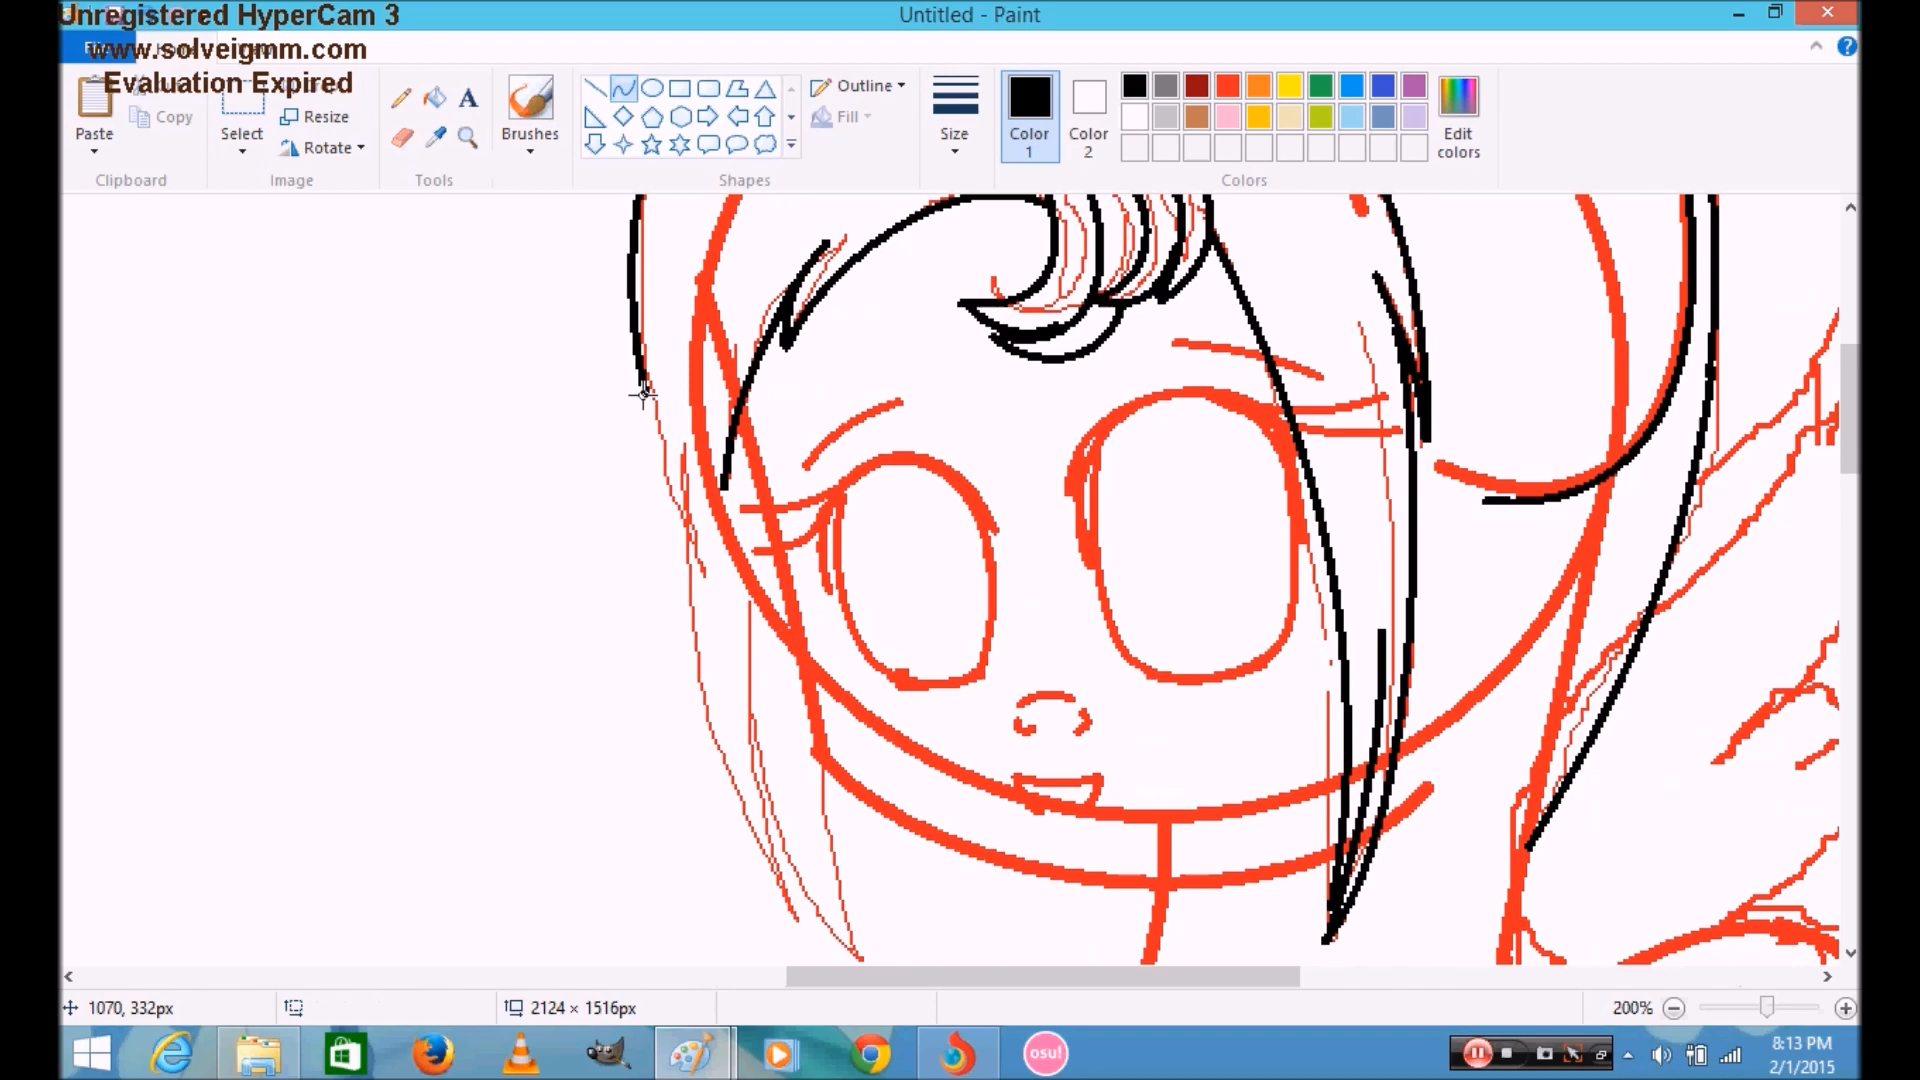 Unregistered HyperCam 3
www.solveigmm.com
Evaluation Expired
Untitled - Paint
Paste
Copy
Clipboard
Select
Resize
Rotate
Image
Tools
Brushes
Shapes
Outline
Fill
Size
Color 1
Color 2
Edit colors
Colors
1070, 332px
2124 × 1516px
200%
osu!
8:13 PM
2/1/2015